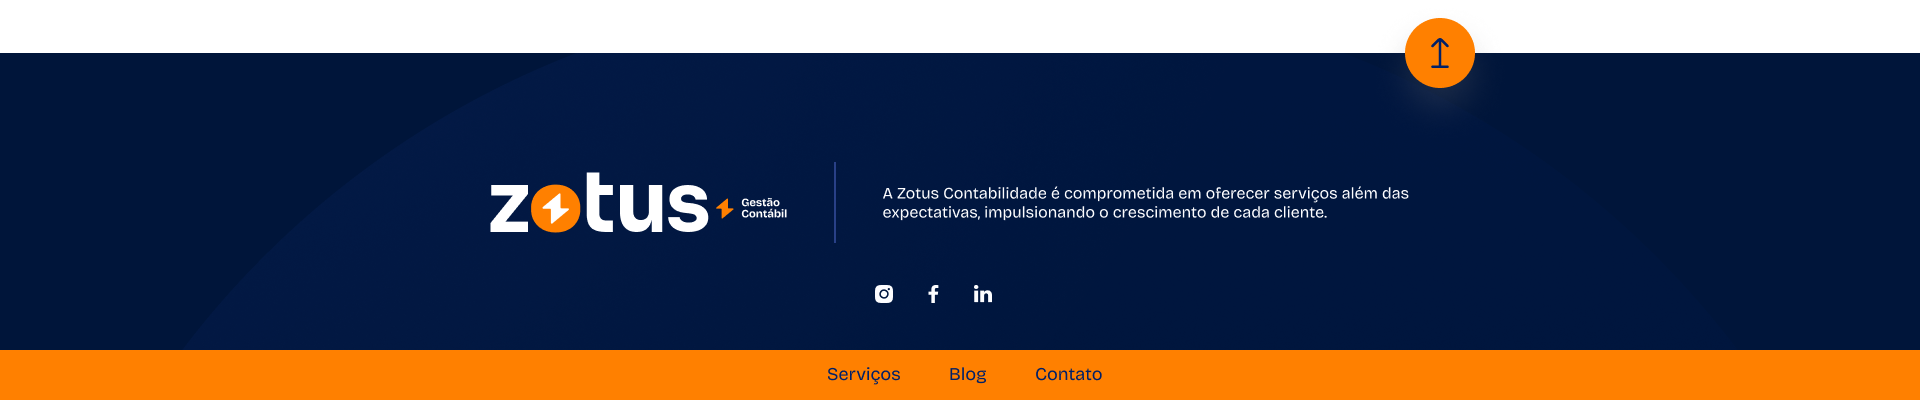 zotus
Gestão
Contábil
A Zotus Contabilidade é comprometida em oferecer serviços além das
expectativas, impulsionando o crescimento de cada cliente.
Serviços Blog Contato